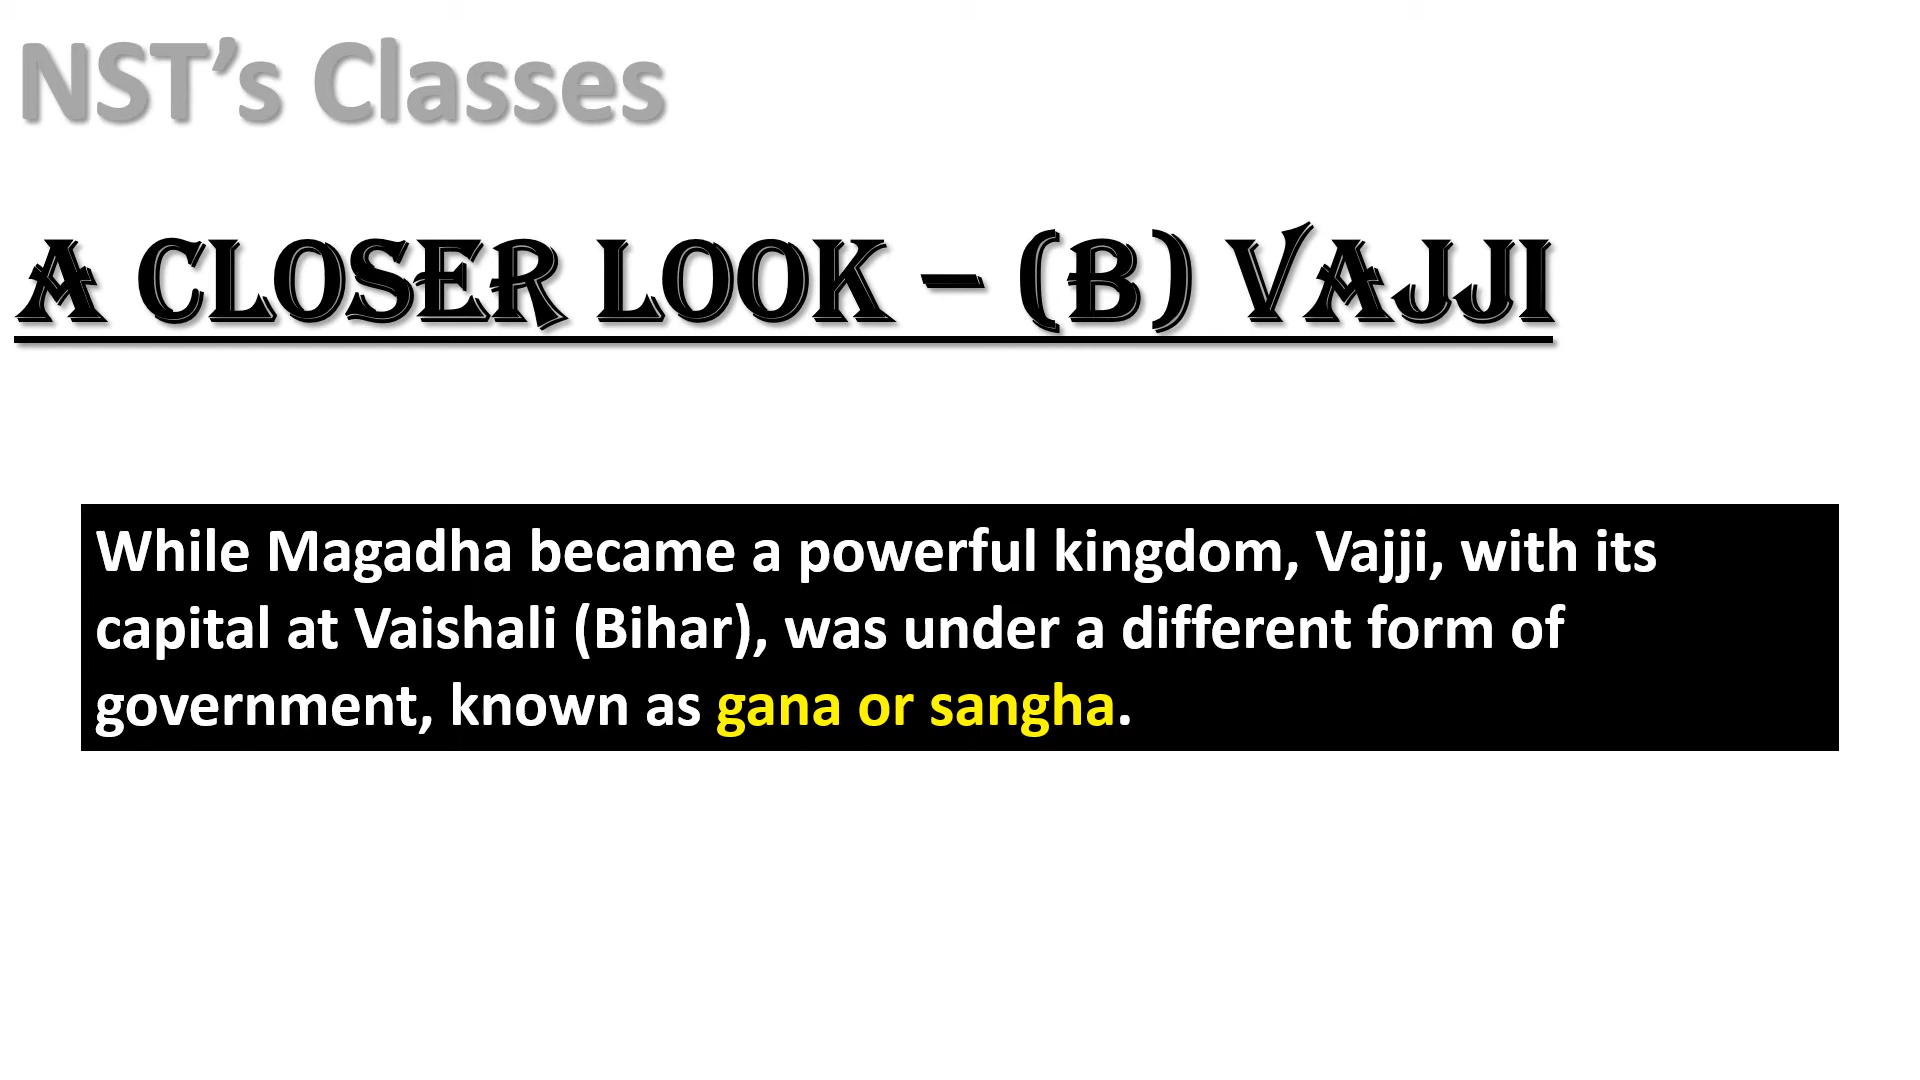 NST’s Classes
A CLOSER LOOK – (B) VAJJI
While Magadha became a powerful kingdom, Vajji, with its
capital at Vaishali (Bihar), was under a different form of
government, known as gana or sangha.